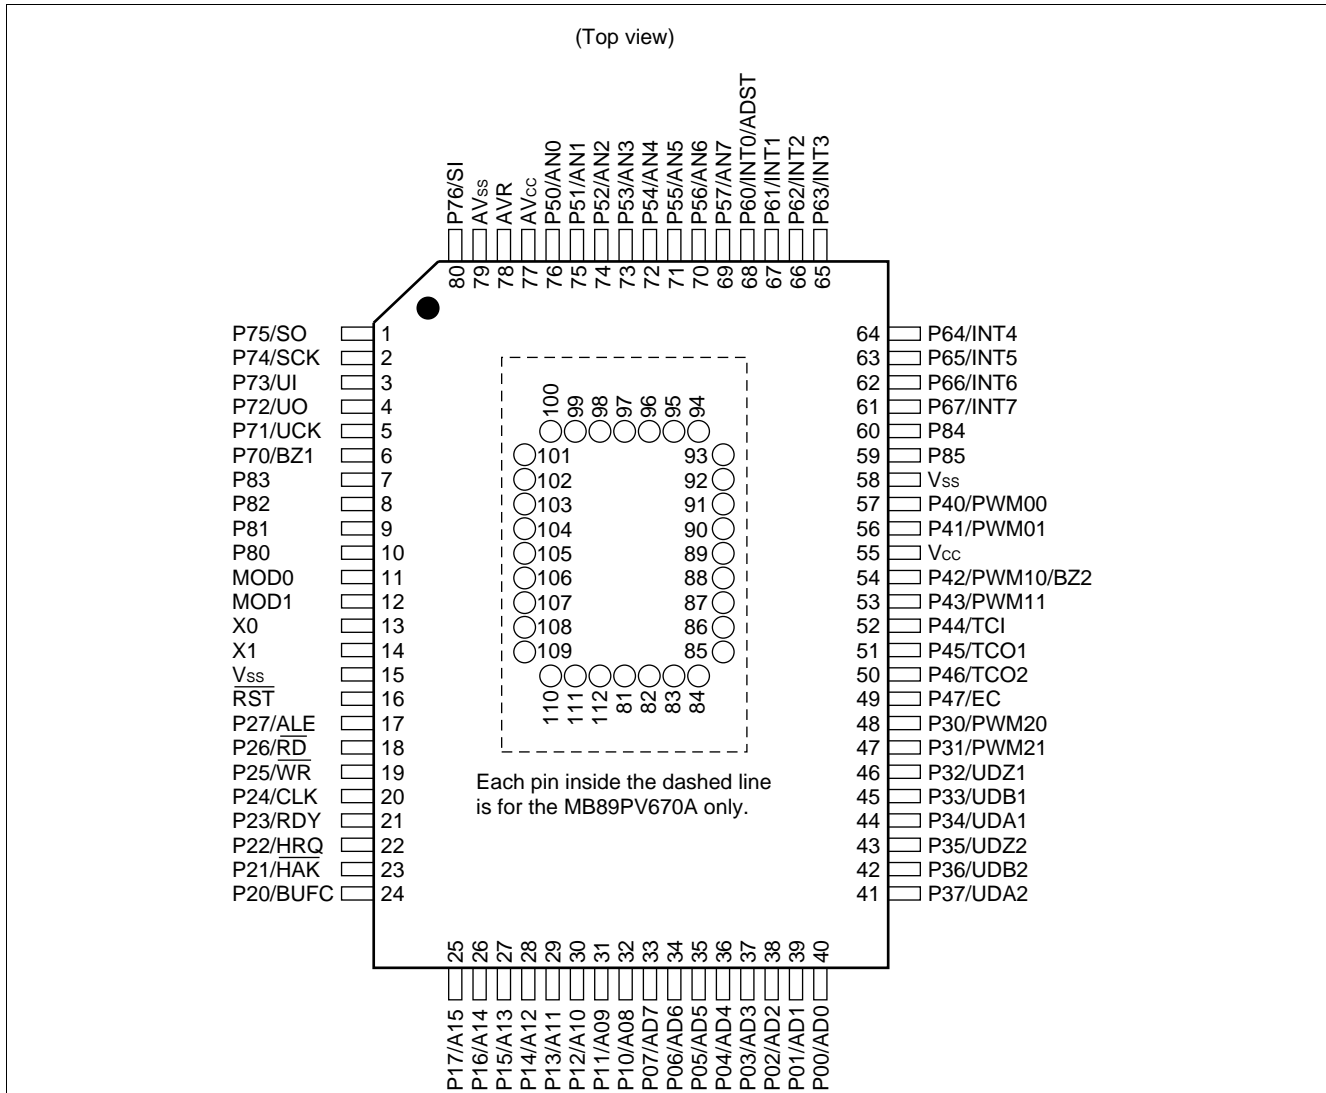 (Top view)
P76/SI
AVss
AVR
AVcc
P50/AN0
P51/AN1
P52/AN2
P53/AN3
P54/AN4
P55/AN5
P56/AN6
P57/AN7
P60/INT0/ADST
P61/INT1
P62/INT2
P63/INT3
80
79
78
77
76
75
74
73
72
71
70
69
68
67
66
65
P75/SO 1
P74/SCK 2
P73/UI 3
P72/UO 4
P71/UCK 5
P70/BZ1 6
P83 7
P82 8
P81 9
P80 10
MOD0 11
MOD1 12
X0 13
X1 14
Vss 15
RST 16
P27/ALE 17
P26/RD 18
P25/WR 19
P24/CLK 20
P23/RDY 21
P22/HRQ 22
P21/HAK 23
P20/BUFC 24
100
99
98
97
96
95
94
101
102
103
104
105
106
107
108
109
93
92
91
90
89
88
87
86
85
110
111
112
81
82
83
84
Each pin inside the dashed line
is for the MB89PV670A only.
64 P64/INT4
63 P65/INT5
62 P66/INT6
61 P67/INT7
60 P84
59 P85
58 Vss
57 P40/PWM00
56 P41/PWM01
55 Vcc
54 P42/PWM10/BZ2
53 P43/PWM11
52 P44/TCI
51 P45/TCO1
50 P46/TCO2
49 P47/EC
48 P30/PWM20
47 P31/PWM21
46 P32/UDZ1
45 P33/UDB1
44 P34/UDA1
43 P35/UDZ2
42 P36/UDB2
41 P37/UDA2
25
26
27
28
29
30
31
32
33
34
35
36
37
38
39
40
P17/A15
P16/A14
P15/A13
P14/A12
P13/A11
P12/A10
P11/A09
P10/A08
P07/AD7
P06/AD6
P05/AD5
P04/AD4
P03/AD3
P02/AD2
P01/AD1
P00/AD0